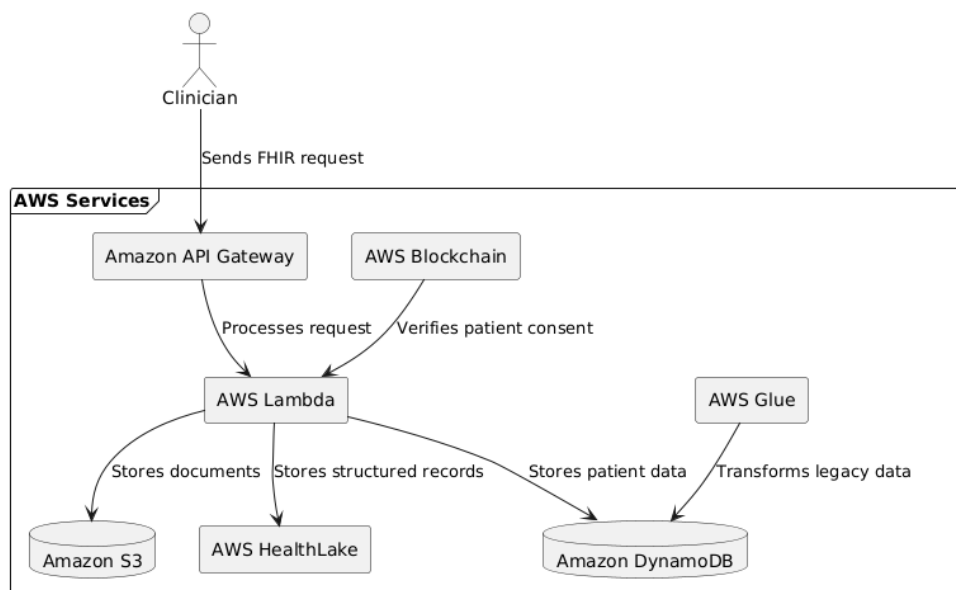 Clinician
Sends FHIR request
AWS Services
Amazon API Gateway
AWS Blockchain
Processes request
Verifies patient consent
AWS Lambda
AWS Glue
Stores documents
Stores structured records
Stores patient data
Transforms legacy data
Amazon S3
AWS HealthLake
Amazon DynamoDB